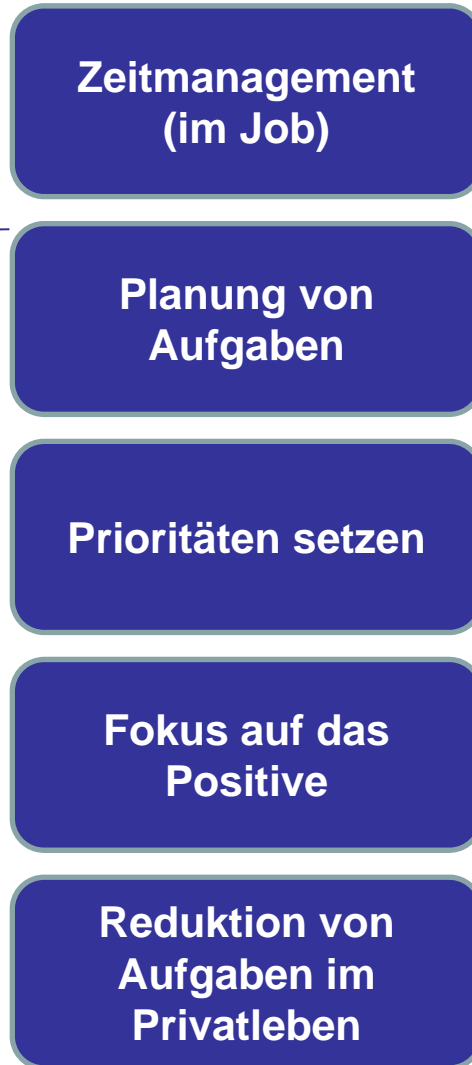 Zeitmanagement
(im Job)
Planung von
Aufgaben
Prioritäten setzen
Fokus auf das
Positive
Reduktion von
Aufgaben im
Privatleben